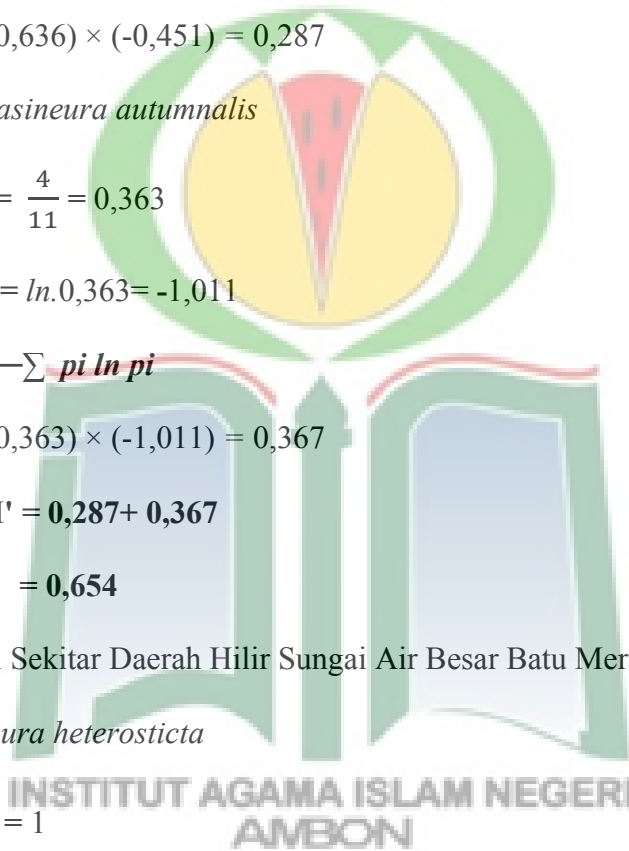 0,636) × (-0,451) = 0,287
asineura autumnalis
= 4/11 = 0,363
= ln.0,363= -1,011
−∑ pi ln pi
0,363) × (-1,011) = 0,367
' = 0,287+ 0,367
= 0,654
Sekitar Daerah Hilir Sungai Air Besar Batu Mer
ura heterosticta
INSTITUT AGAMA ISLAM NEGERI
= 1
AMBON